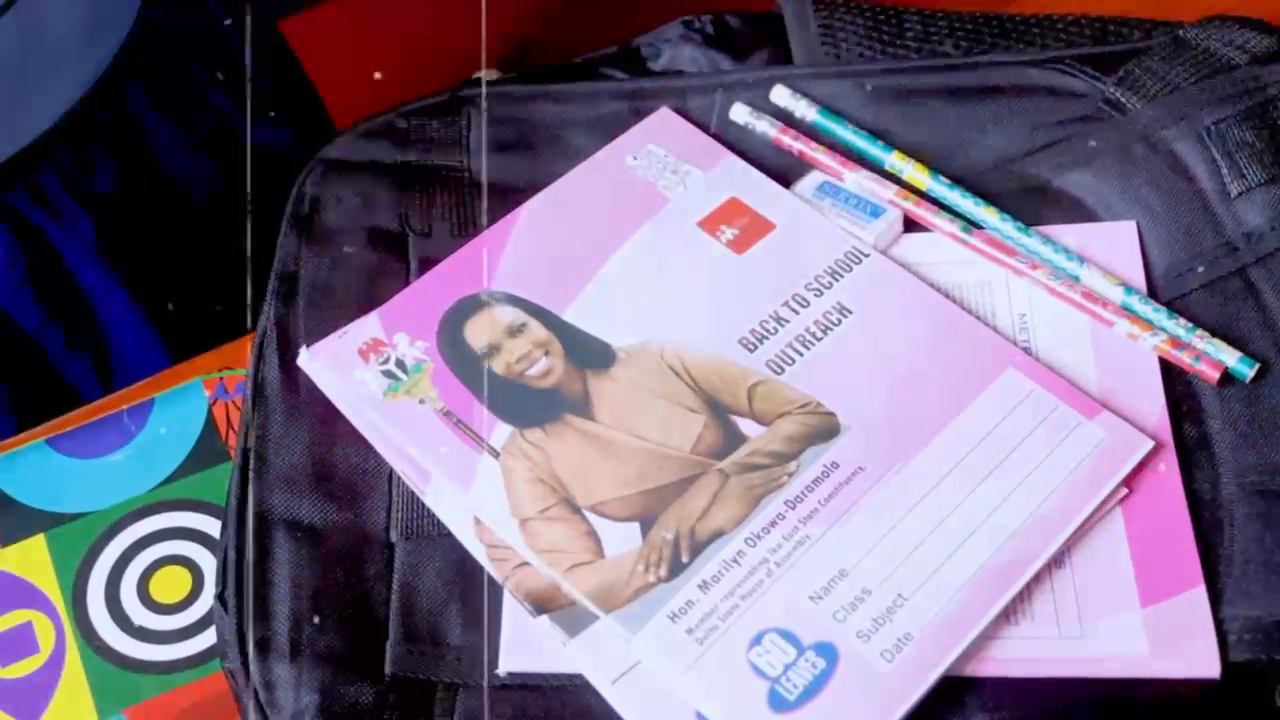 BACK TO SCHOOL
OUTREACH
Hon. Marilyn Okowa-Daramola
Member representing Ika-East State Constituency,
Delta State House of Assembly
Name
Class
Subject
Date
60
LEAVES